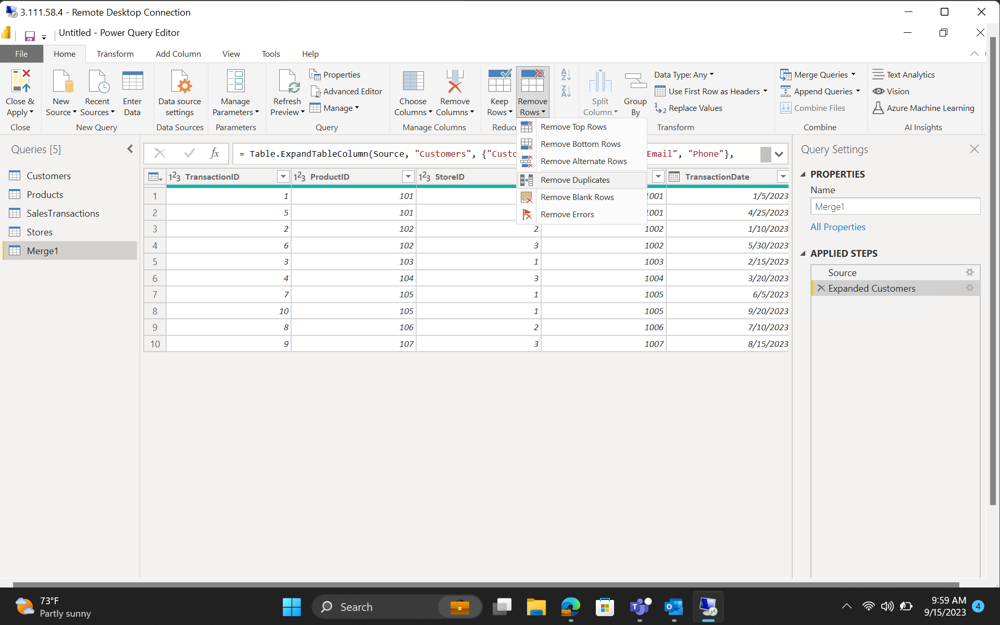 3.111.58.4 - Remote Desktop Connection
Untitled - Power Query Editor
File Home Transform Add Column View Tools Help
Close & Apply
Close
New Source
Recent Sources
Enter Data
New Query
Data source settings
Data Sources
Manage Parameters
Parameters
Refresh Preview
Properties
Advanced Editor
Manage
Query
Choose Columns
Remove Columns
Manage Columns
Keep Rows
Remove Rows
Reduce
Split Column
Group By
Data Type: Any
Use First Row as Headers
Replace Values
Transform
Merge Queries
Append Queries
Combine Files
Combine
Text Analytics
Vision
Azure Machine Learning
AI Insights
Remove Top Rows
Remove Bottom Rows
Remove Alternate Rows
Remove Duplicates
Remove Blank Rows
Remove Errors
Queries [5]
Customers
Products
SalesTransactions
Stores
Merge1
fx = Table.ExpandTableColumn(Source, "Customers", {"Custo Email", "Phone"},
TransactionID ProductID StoreID TransactionDate
1 1 101 1001 1/5/2023
2 5 101 1001 4/25/2023
3 2 102 2 1002 1/10/2023
4 6 102 3 1002 5/30/2023
5 3 103 1 1003 2/15/2023
6 4 104 3 1004 3/20/2023
7 7 105 1 1005 6/5/2023
8 10 105 1 1005 9/20/2023
9 8 106 2 1006 7/10/2023
10 9 107 3 1007 8/15/2023
Query Settings
PROPERTIES
Name
Merge1
All Properties
APPLIED STEPS
Source
Expanded Customers
73°F
Partly sunny
Search
9:59 AM
9/15/2023
4